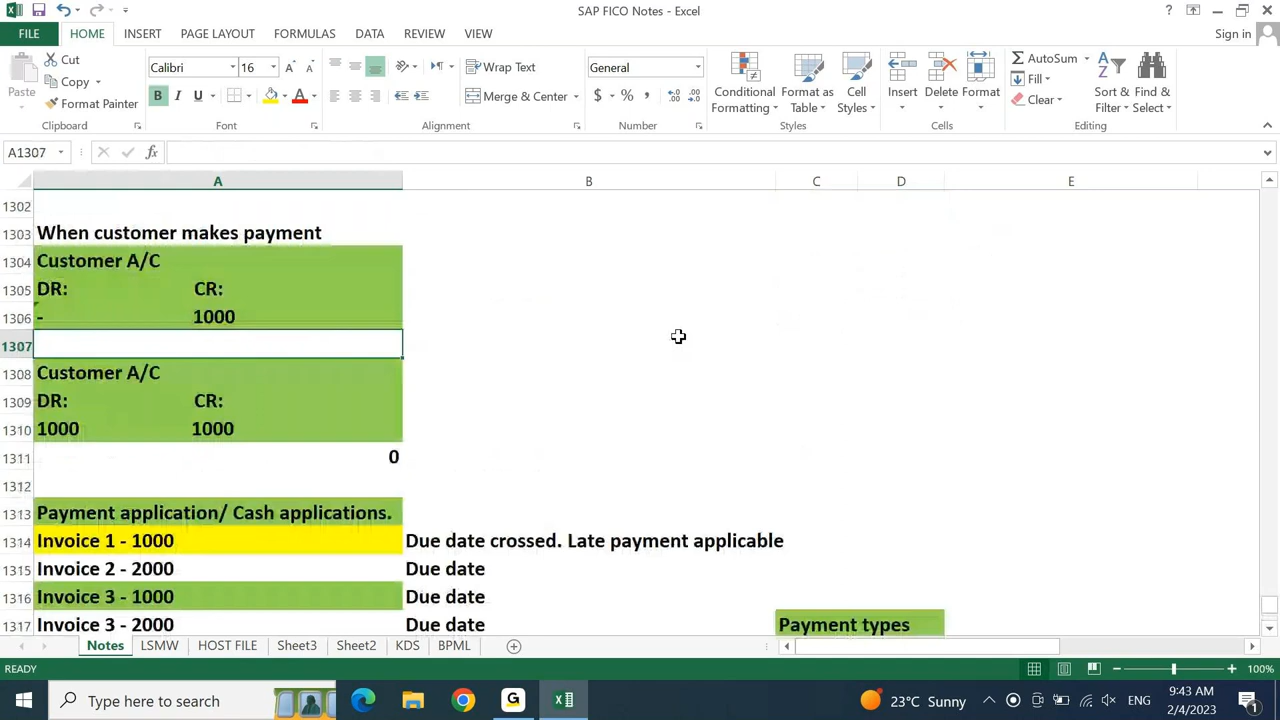 SAP FICO Notes - Excel
?
FILE HOME INSERT PAGE LAYOUT FORMULAS DATA REVIEW VIEW Sign in
Paste
Cut
Copy
Format Painter
Clipboard
Calibri 16
B I U
Font
Wrap Text
Merge & Center
Alignment
General
$ % ,
Number
Conditional Formatting
Format as Table
Cell Styles
Styles
Insert
Delete
Format
Cells
AutoSum
Fill
Clear
Sort & Filter
Find & Select
Editing
A1307 fx
A B C D E
1302
1303 When customer makes payment
1304 Customer A/C
1305 DR: CR:
1306 - 1000
1307
1308 Customer A/C
1309 DR: CR:
1310 1000 1000
1311 0
1312
1313 Payment application/ Cash applications.
1314 Invoice 1 - 1000 Due date crossed. Late payment applicable
1315 Invoice 2 - 2000 Due date
1316 Invoice 3 - 1000 Due date
1317 Invoice 3 - 2000 Due date Payment types
Notes LSMW HOST FILE Sheet3 Sheet2 KDS BPML
READY 100%
Type here to search
23°C Sunny
ENG
9:43 AM
2/4/2023
1